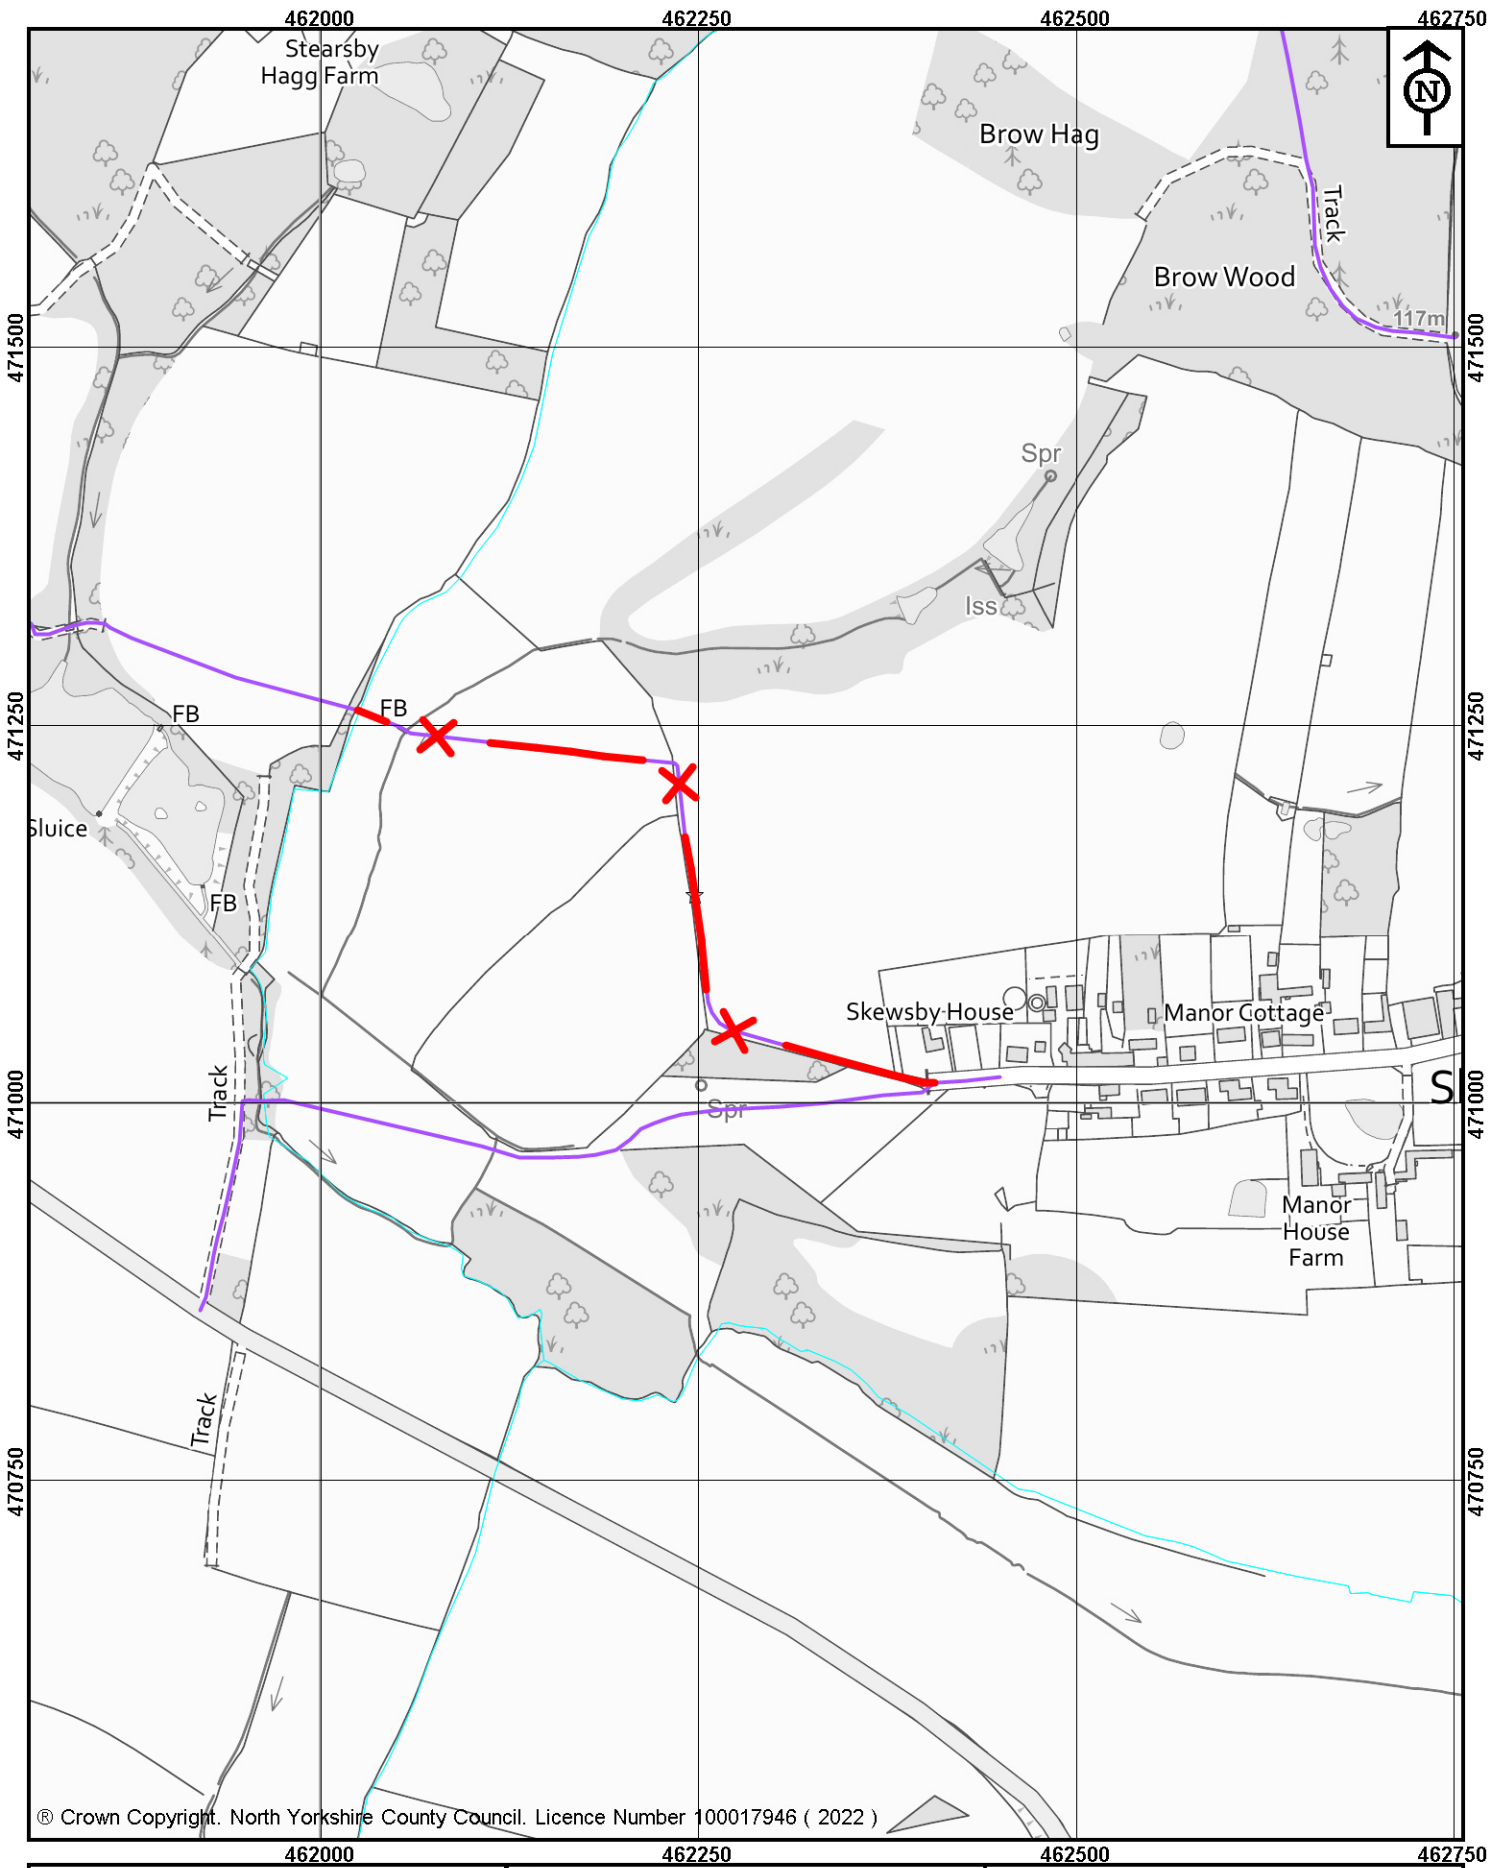 462000 462250 462500 462750
Stearsby
Hagg Farm
N
Brow Hag
Track
Brow Wood
117m
471500 471500
Spr
Iss
FB
FB
471250 471250
Sluice
FB
Skewsby House
Manor Cottage
Track
471000 471000
Spr
S
Manor
House
Farm
Track
470750 470750
® Crown Copyright. North Yorkshire County Council. Licence Number 100017946 ( 2022 )
462000 462250 462500 462750